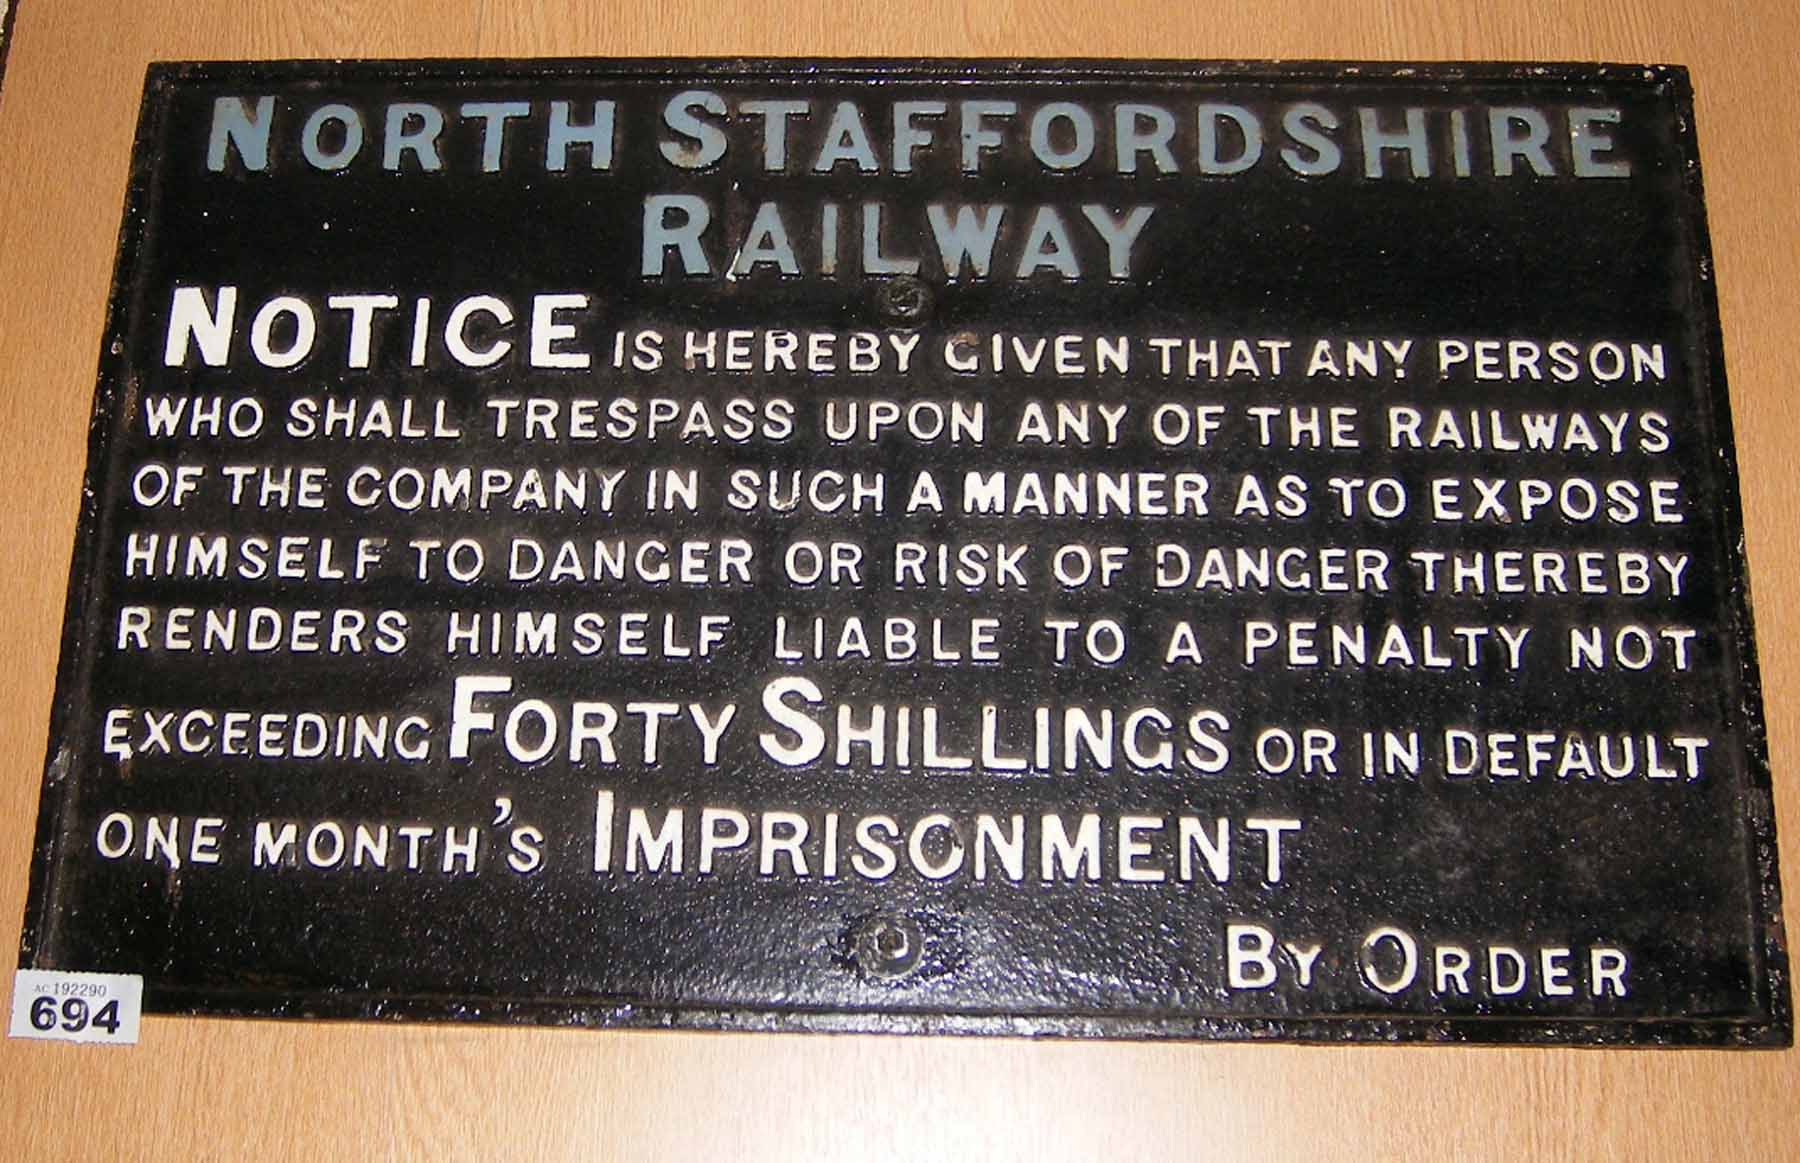 NORTH STAFFORDSHIRE
RAILWAY
NOTICE IS HEREBY GIVEN THAT ANY PERSON
WHO SHALL TRESPASS UPON ANY OF THE RAILWAYS
OF THE COMPANY IN SUCH A MANNER AS TO EXPOSE
HIMSELF TO DANGER OR RISK OF DANGER THEREBY
RENDERS HIMSELF LIABLE TO A PENALTY NOT
EXCEEDING FORTY SHILLINGS OR IN DEFAULT
ONE MONTH'S IMPRISONMENT
BY ORDER
AC 192290
694